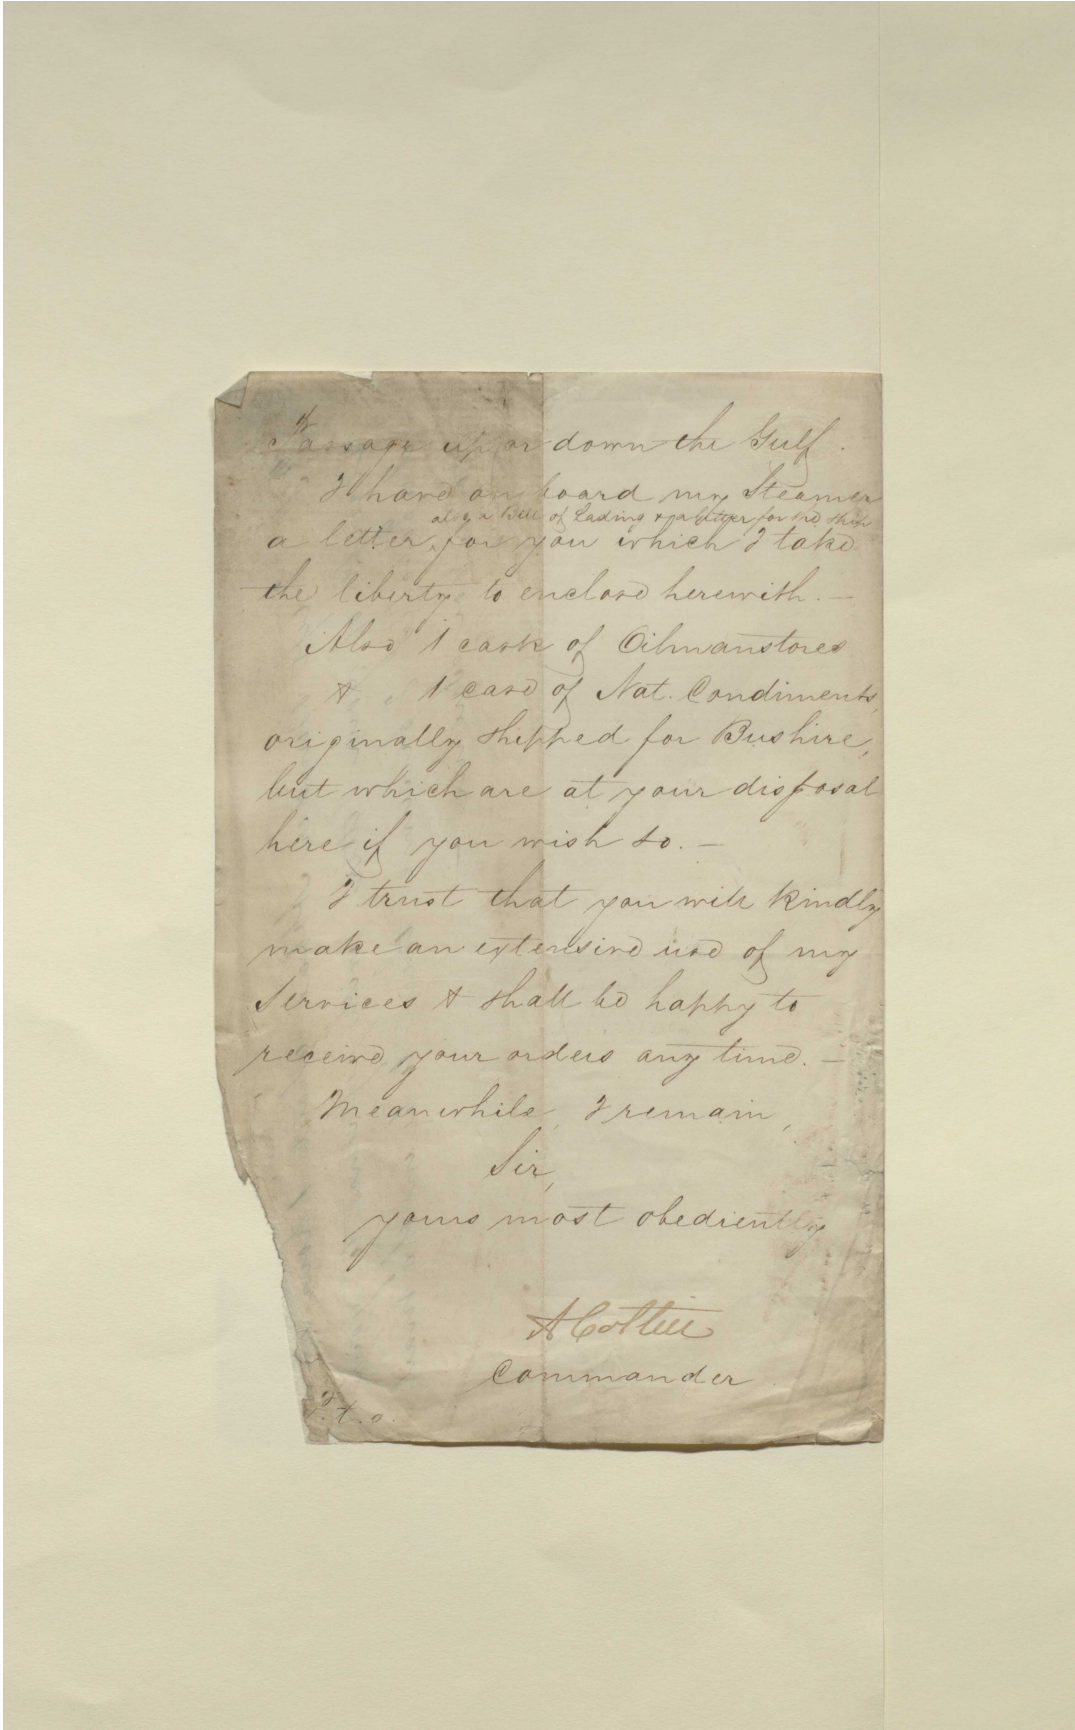 Passage up or down the Gulf.
I have on board my Steamer
also a Bill of Lading & a letter for the Ship
a letter, for you which I take
the liberty to enclose herewith. —
Also 1 cask of Oilmanstores
& 1 case of Nat. Condiments,
originally shipped for Bushire,
but which are at your disposal
here if you wish so. —
I trust that you will kindly
make an extensive use of my
Services & shall be happy to
receive your orders any time. —
Meanwhile, I remain,
Sir,
yours most obediently
Commander
P.t.o.